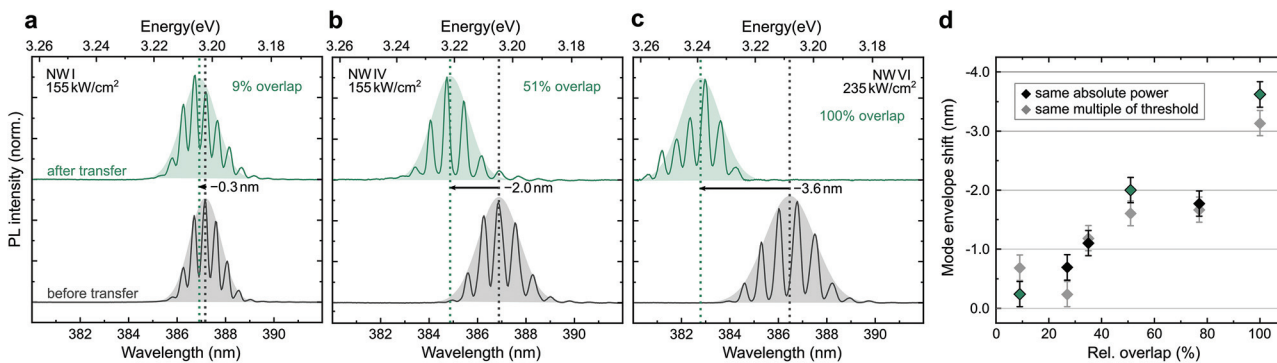 a
Energy(eV)
3.26 3.24 3.22 3.20 3.18
NW I
155 kW/cm²
9% overlap
after transfer
−0.3 nm
before transfer
PL intensity (norm.)
382 384 386 388 390
Wavelength (nm)
b
Energy(eV)
3.26 3.24 3.22 3.20 3.18
NW IV
155 kW/cm²
51% overlap
−2.0 nm
382 384 386 388 390
Wavelength (nm)
c
Energy(eV)
3.26 3.24 3.22 3.20 3.18
NW VI
235 kW/cm²
100% overlap
−3.6 nm
382 384 386 388 390
Wavelength (nm)
d
Mode envelope shift (nm)
-4.0
-3.0
-2.0
-1.0
0.0
same absolute power
same multiple of threshold
0 20 40 60 80 100
Rel. overlap (%)